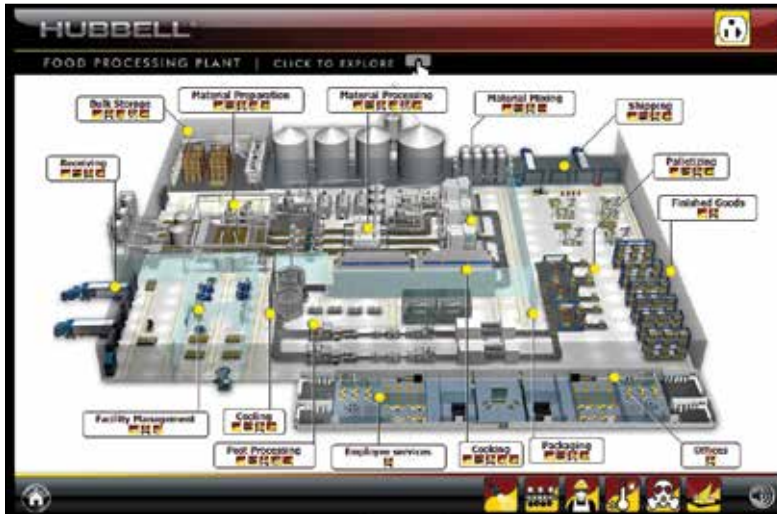 HUBBELL
FOOD PROCESSING PLANT | CLICK TO EXPLORE
Bulk Storage
Material Preparation
Material Processing
Material Mixing
Shipping
Receiving
Palletizing
Finished Goods
Facility Management
Cooling
Post Processing
Employee services
Cooking
Packaging
Offices